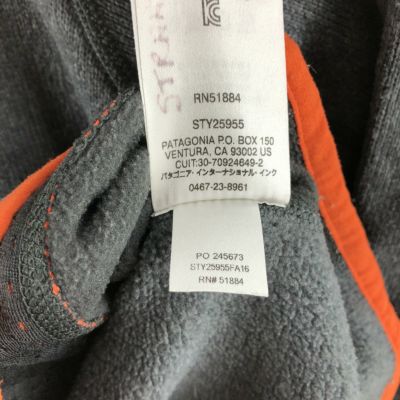 RN51884
STY25955
PATAGONIA P.O. BOX 150
VENTURA, CA 93002 US
CUIT:30-70924649-2
パタゴニア・インターナショナル・インク
0467-23-8961
PO 245673
STY25955FA16
RN# 51884